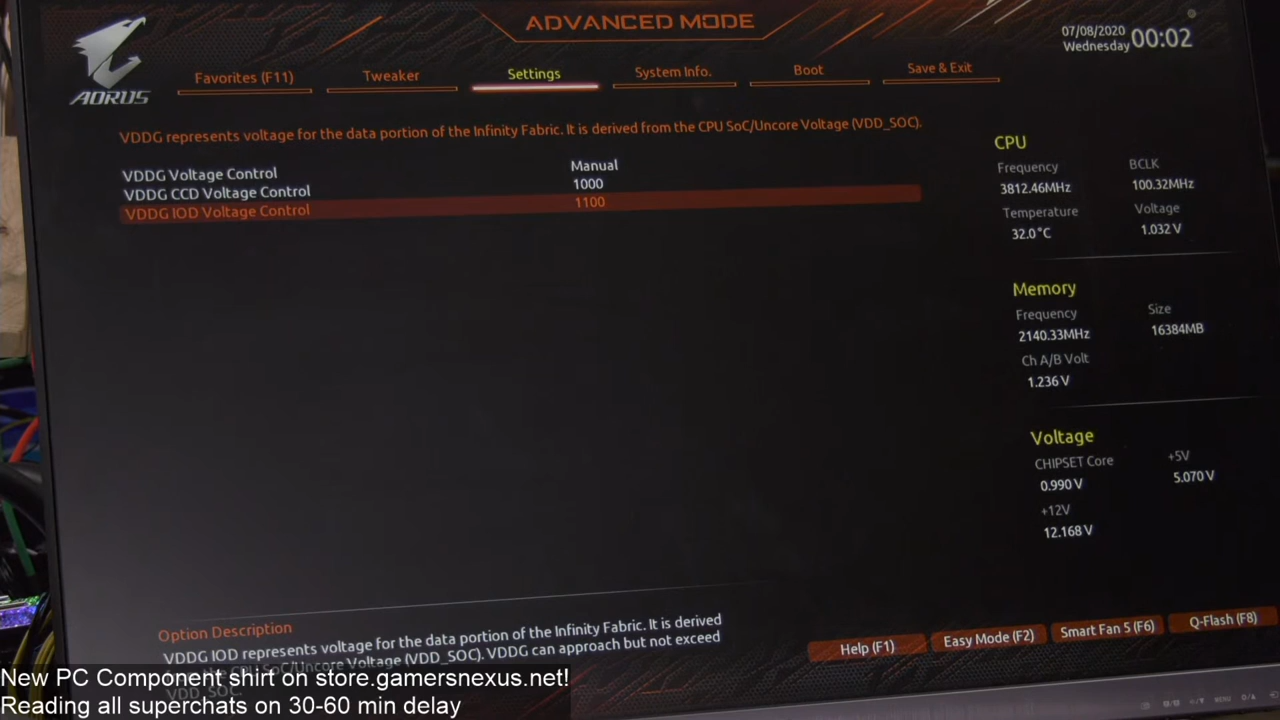 ADVANCED MODE
07/08/2020
Wednesday
00:02
AORUS
Favorites (F11)
Tweaker
Settings
System Info.
Boot
Save & Exit
VDDG represents voltage for the data portion of the Infinity Fabric. It is derived from the CPU SoC/Uncore Voltage (VDD_SOC).
VDDG Voltage Control Manual
VDDG CCD Voltage Control 1000
VDDG IOD Voltage Control 1100
CPU
Frequency BCLK
3812.46MHz 100.32MHz
Temperature Voltage
32.0°C 1.032 V
Memory
Frequency Size
2140.33MHz 16384MB
Ch A/B Volt
1.236 V
Voltage
CHIPSET Core +5V
0.990 V 5.070 V
+12V
12.168 V
Option Description
VDDG IOD represents voltage for the data portion of the Infinity Fabric. It is derived
the CPU SoC/Uncore Voltage (VDD_SOC). VDDG can approach but not exceed
VDD_SOC.
Help (F1)
Easy Mode (F2)
Smart Fan 5 (F6)
Q-Flash (F8)
New PC Component shirt on store.gamersnexus.net!
Reading all superchats on 30-60 min delay